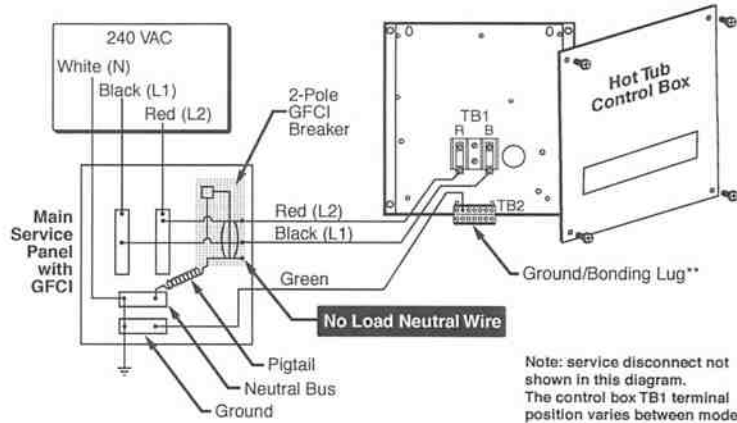 240 VAC
White (N)
Black (L1)
Red (L2)
2-Pole
GFCI
Breaker
Main
Service
Panel
with
GFCI
Red (L2)
Black (L1)
Green
No Load Neutral Wire
Pigtail
Neutral Bus
Ground
TB1
R B
TB2
Hot Tub
Control Box
Ground/Bonding Lug**
Note: service disconnect not
shown in this diagram.
The control box TB1 terminal
position varies between